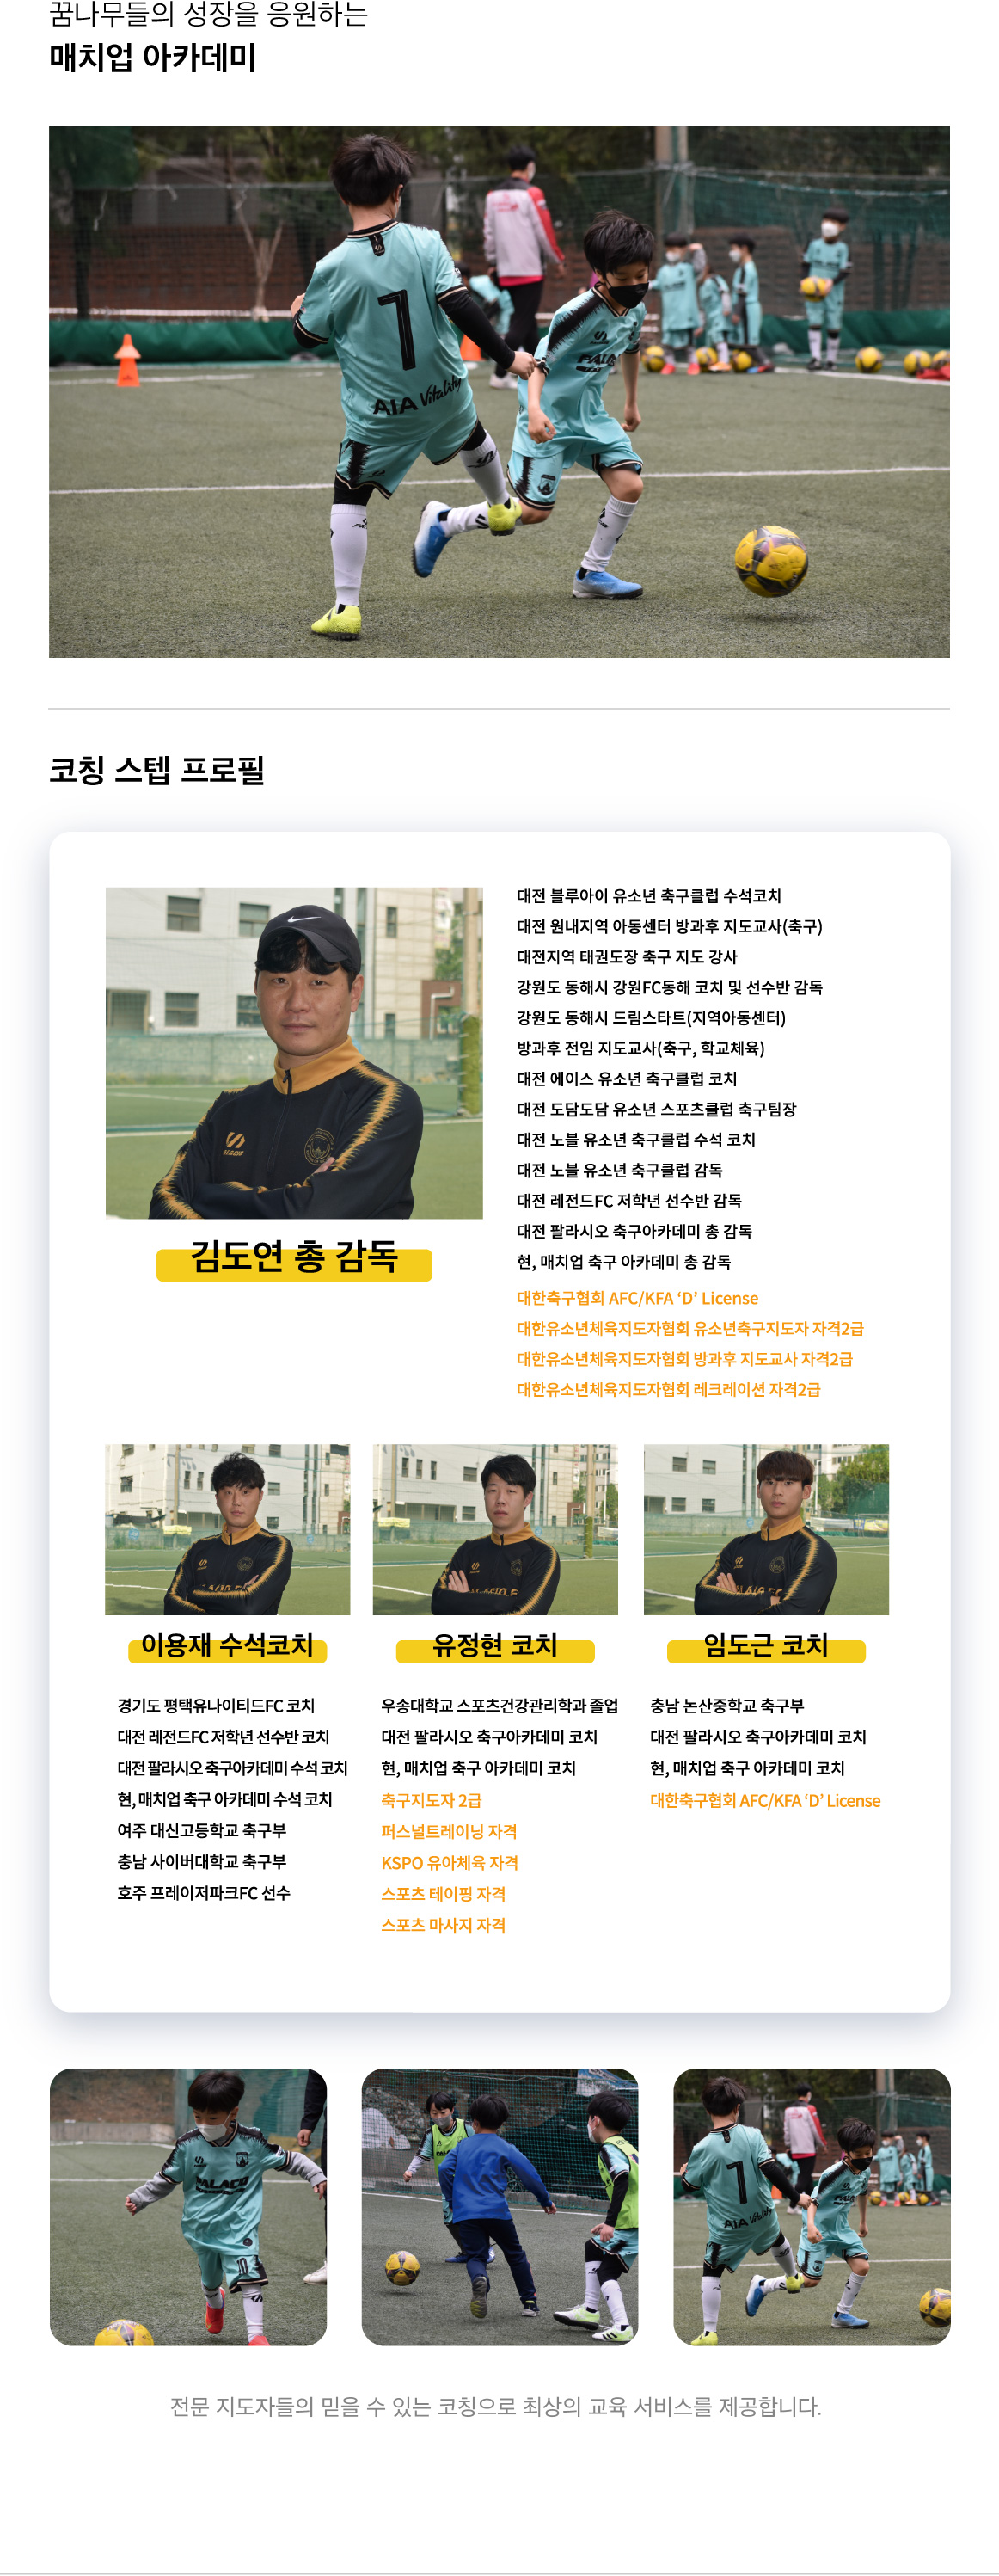 꿈나무들의 성장을 응원하는
매치업 아카데미
1
AIA Vitality
코칭 스텝 프로필
대전 블루아이 유소년 축구클럽 수석코치
대전 원내지역 아동센터 방과후 지도교사(축구)
대전지역 태권도장 축구 지도 강사
강원도 동해시 강원FC동해 코치 및 선수반 감독
강원도 동해시 드림스타트(지역아동센터)
방과후 전임 지도교사(축구, 학교체육)
대전 에이스 유소년 축구클럽 코치
대전 도담도담 유소년 스포츠클럽 축구팀장
대전 노블 유소년 축구클럽 수석 코치
대전 노블 유소년 축구클럽 감독
대전 레전드FC 저학년 선수반 감독
대전 팔라시오 축구아카데미 총 감독
현, 매치업 축구 아카데미 총 감독
대한축구협회 AFC/KFA ‘D’ License
대한유소년체육지도자협회 유소년축구지도자 자격2급
대한유소년체육지도자협회 방과후 지도교사 자격2급
대한유소년체육지도자협회 레크레이션 자격2급
김도연 총 감독
이용재 수석코치
경기도 평택유나이티드FC 코치
대전 레전드FC 저학년 선수반 코치
대전 팔라시오 축구아카데미 수석 코치
현, 매치업 축구 아카데미 수석 코치
여주 대신고등학교 축구부
충남 사이버대학교 축구부
호주 프레이저파크FC 선수
유정현 코치
우송대학교 스포츠건강관리학과 졸업
대전 팔라시오 축구아카데미 코치
현, 매치업 축구 아카데미 코치
축구지도자 2급
퍼스널트레이닝 자격
KSPO 유아체육 자격
스포츠 테이핑 자격
스포츠 마사지 자격
임도근 코치
충남 논산중학교 축구부
대전 팔라시오 축구아카데미 코치
현, 매치업 축구 아카데미 코치
대한축구협회 AFC/KFA ‘D’ License
10
1
AIA Vitality
전문 지도자들의 믿을 수 있는 코칭으로 최상의 교육 서비스를 제공합니다.